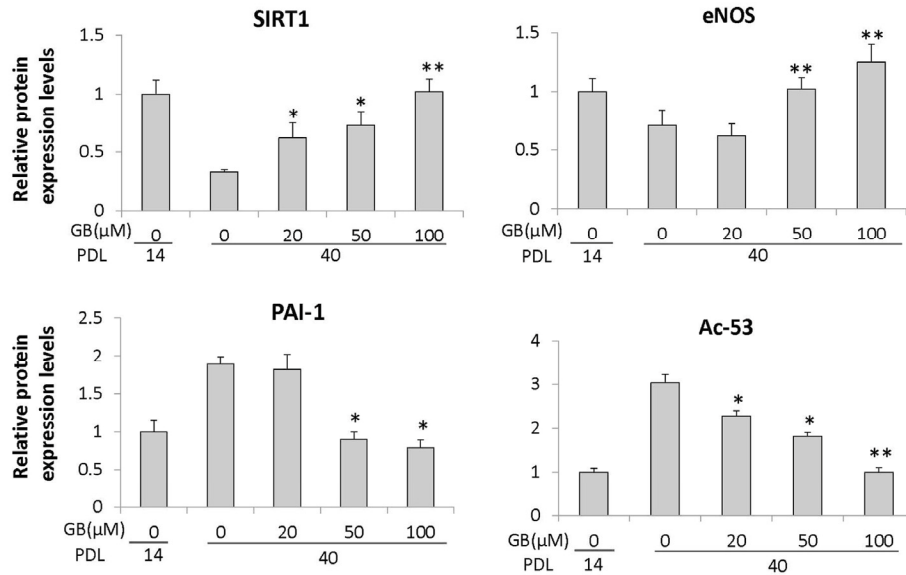 SIRT1
Relative protein
expression levels
1.5
1
0.5
0
*
*
**
GB(μM) 0 0 20 50 100
PDL 14 40
eNOS
1.5
1
0.5
0
**
**
GB(μM) 0 0 20 50 100
PDL 14 40
PAI-1
Relative protein
expression levels
2.5
2
1.5
1
0.5
0
*
*
GB(μM) 0 0 20 50 100
PDL 14 40
Ac-53
4
3
2
1
0
*
*
**
GB(μM) 0 0 20 50 100
PDL 14 40